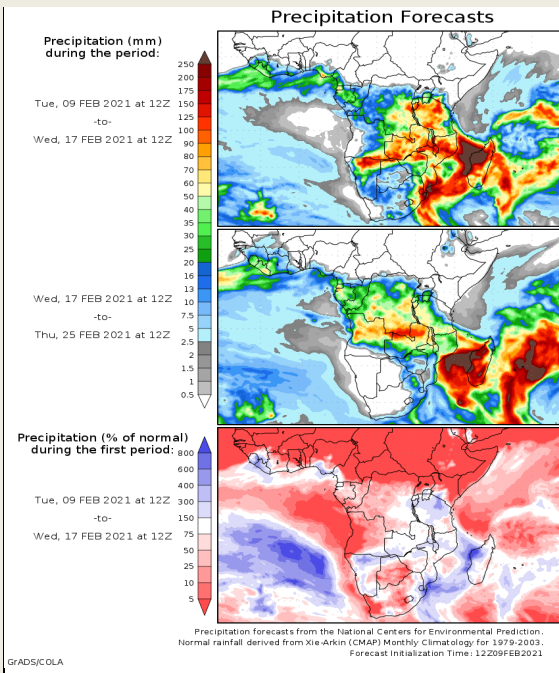 Precipitation Forecasts
Precipitation (mm)
during the period:
250
200
175
150
125
100
90
80
70
60
50
40
35
30
25
20
16
13
10
7.5
5
2.5
2
1.5
1
0.5
Tue, 09 FEB 2021 at 12Z
-to-
Wed, 17 FEB 2021 at 12Z
Wed, 17 FEB 2021 at 12Z
-to-
Thu, 25 FEB 2021 at 12Z
Precipitation (% of normal)
during the first period:
800
600
400
300
150
75
50
25
10
5
Tue, 09 FEB 2021 at 12Z
-to-
Wed, 17 FEB 2021 at 12Z
Precipitation forecasts from the National Centers for Environmental Prediction.
Normal rainfall derived from Xie-Arkin (CMAP) Monthly Climatology for 1979-2003.
Forecast Initialization Time: 12Z09FEB2021
GrADS/COLA